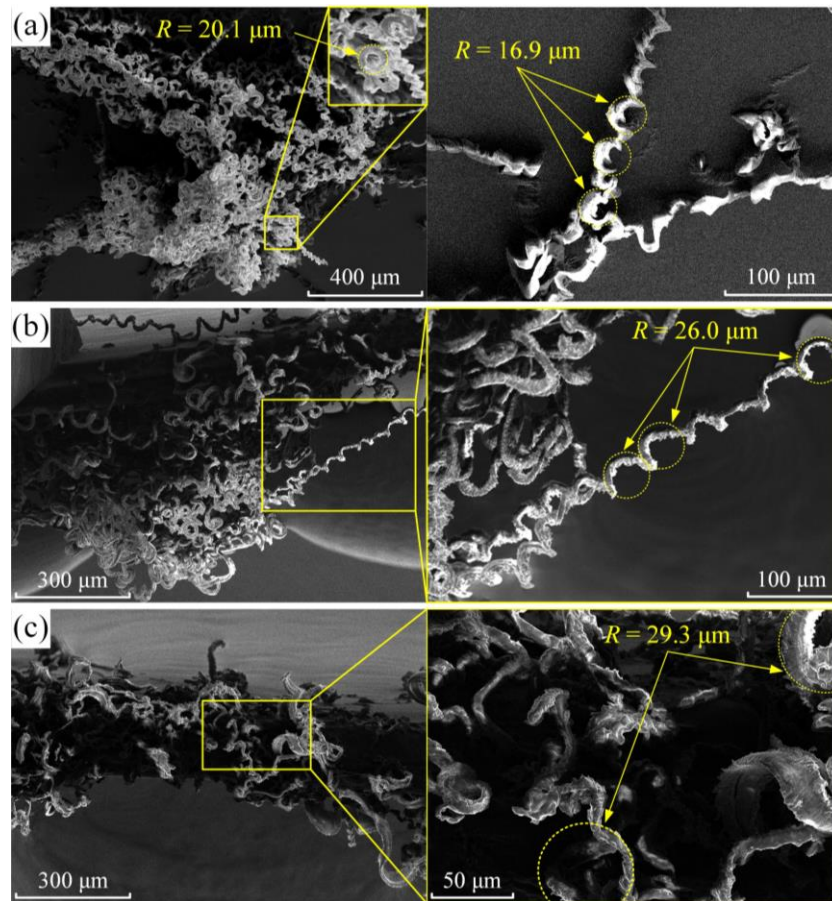 (a)
R = 20.1 μm
R = 16.9 μm
400 μm
100 μm
(b)
R = 26.0 μm
300 μm
100 μm
(c)
R = 29.3 μm
300 μm
50 μm